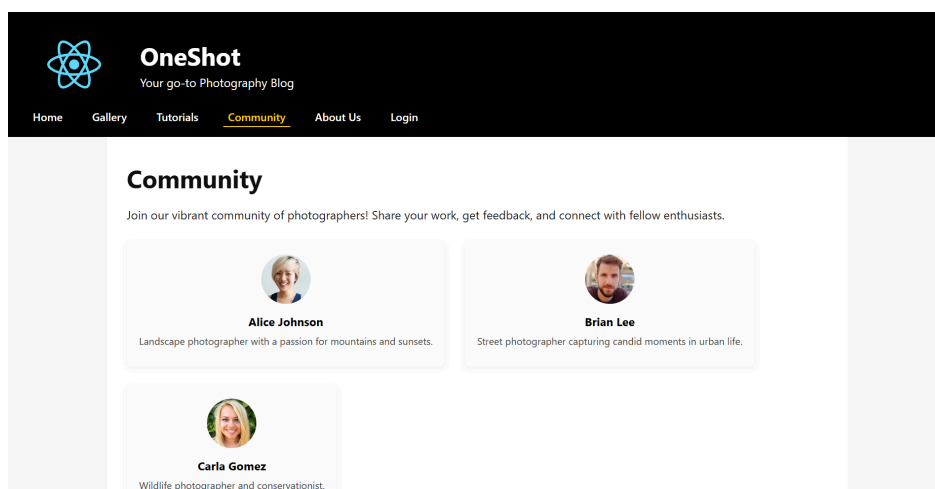 OneShot
Your go-to Photography Blog
Home Gallery Tutorials Community About Us Login
Community
Join our vibrant community of photographers! Share your work, get feedback, and connect with fellow enthusiasts.
Alice Johnson
Landscape photographer with a passion for mountains and sunsets.
Brian Lee
Street photographer capturing candid moments in urban life.
Carla Gomez
Wildlife photographer and conservationist.